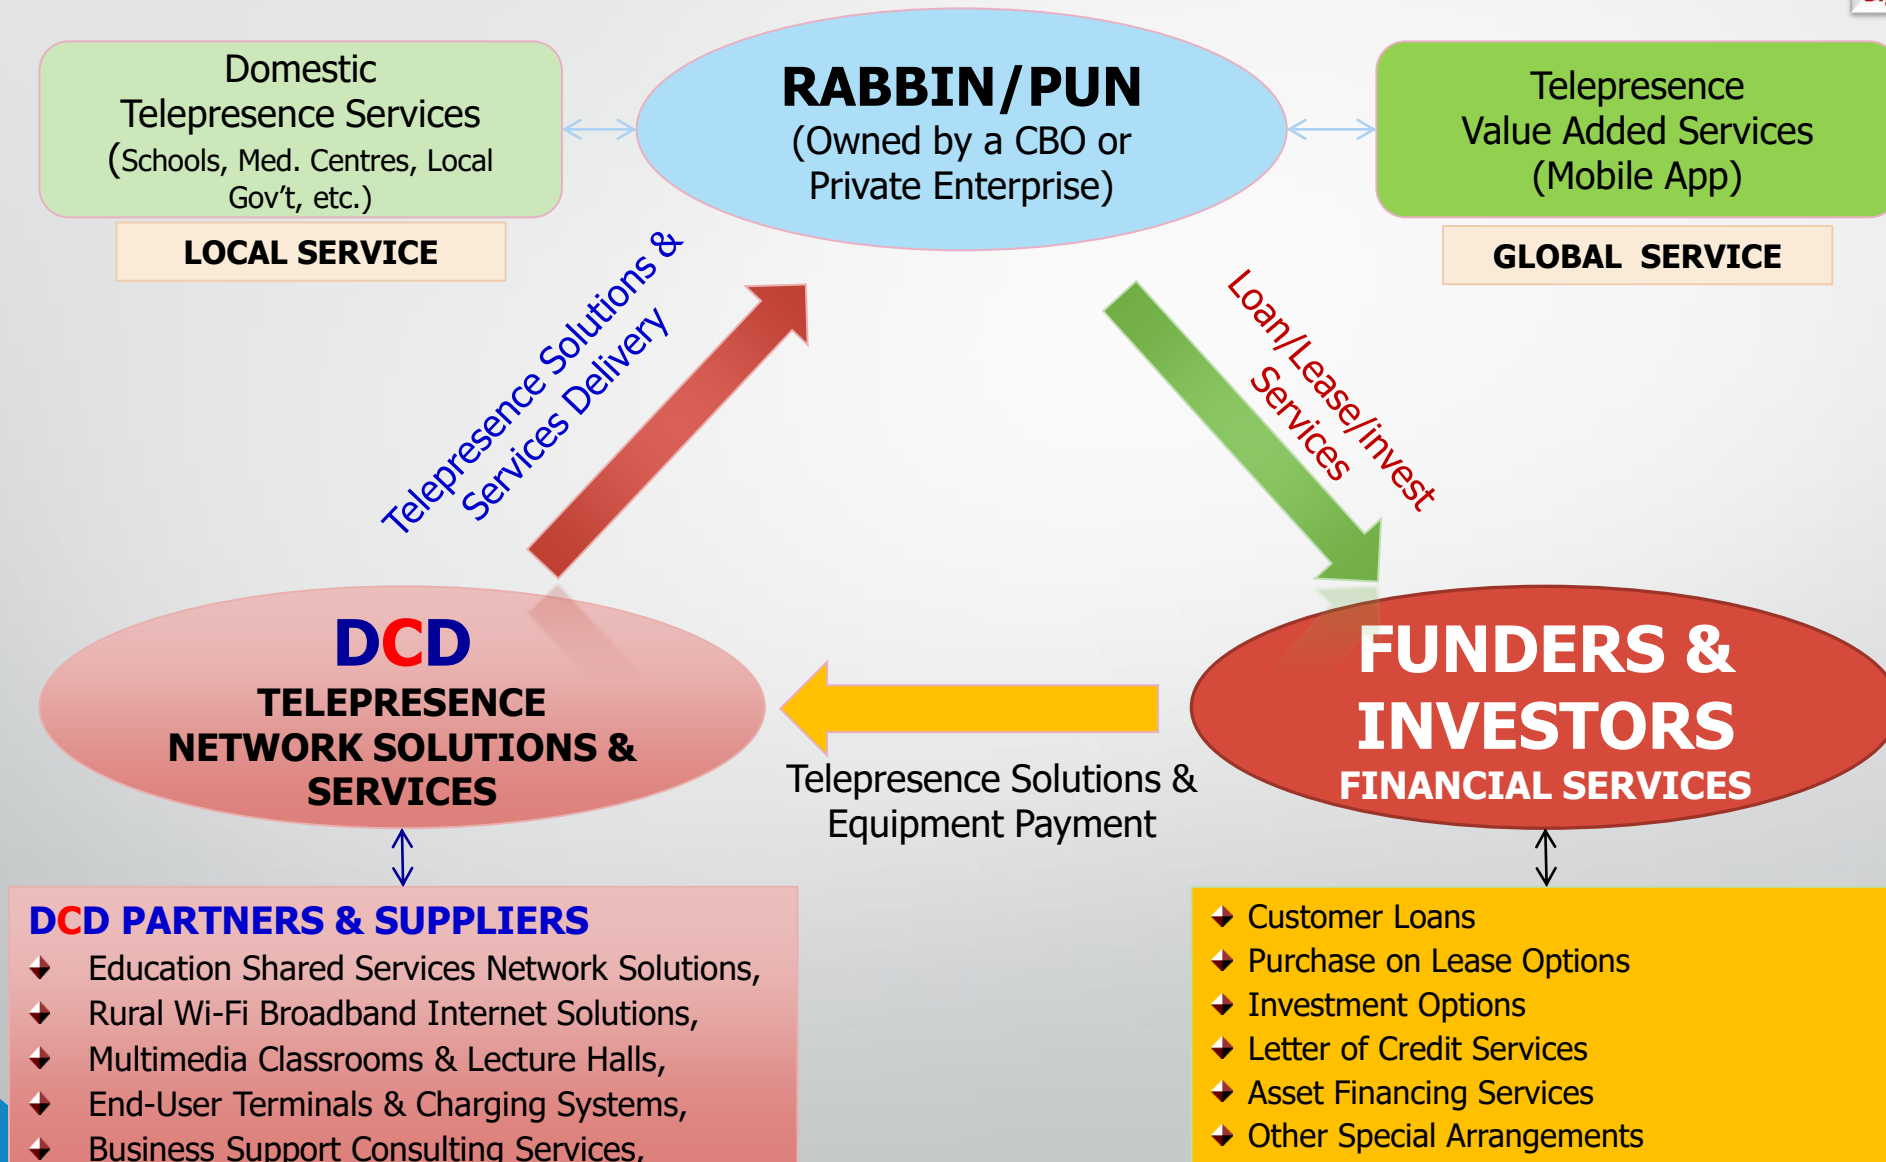 Domestic
Telepresence Services
(Schools, Med. Centres, Local
Gov't, etc.)
LOCAL SERVICE
RABBIN/PUN
(Owned by a CBO or
Private Enterprise)
Telepresence
Value Added Services
(Mobile App)
GLOBAL SERVICE
Telepresence Solutions &
Services Delivery
Loan/Lease/invest
Services
DCD
TELEPRESENCE
NETWORK SOLUTIONS &
SERVICES
Telepresence Solutions &
Equipment Payment
FUNDERS &
INVESTORS
FINANCIAL SERVICES
DCD PARTNERS & SUPPLIERS
Education Shared Services Network Solutions,
Rural Wi-Fi Broadband Internet Solutions,
Multimedia Classrooms & Lecture Halls,
End-User Terminals & Charging Systems,
Business Support Consulting Services,
Customer Loans
Purchase on Lease Options
Investment Options
Letter of Credit Services
Asset Financing Services
Other Special Arrangements